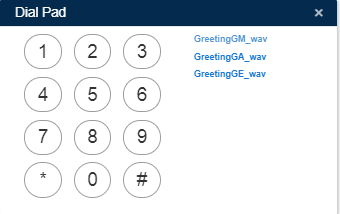 Dial Pad ×
1 2 3 GreetingGM_wav
GreetingGA_wav
GreetingGE_wav
4 5 6
7 8 9
* 0 #